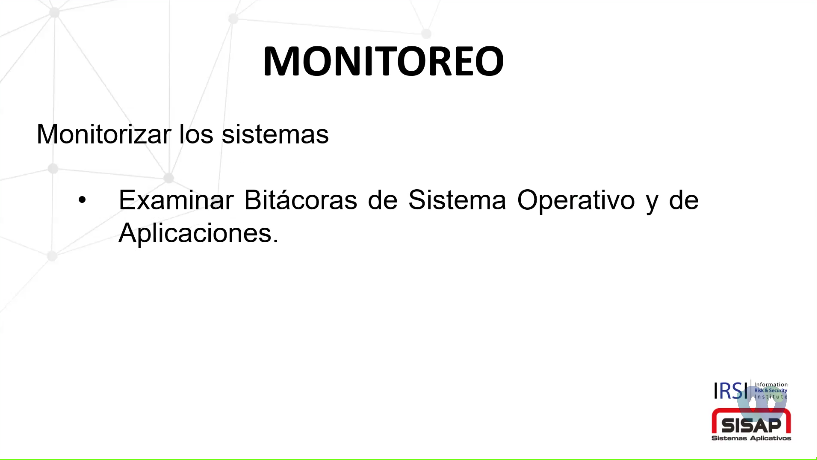 MONITOREO
Monitorizar los sistemas
• Examinar Bitácoras de Sistema Operativo y de
Aplicaciones.
IRSI Information
Risk & Security
Institute
SISAP
Sistemas Aplicativos